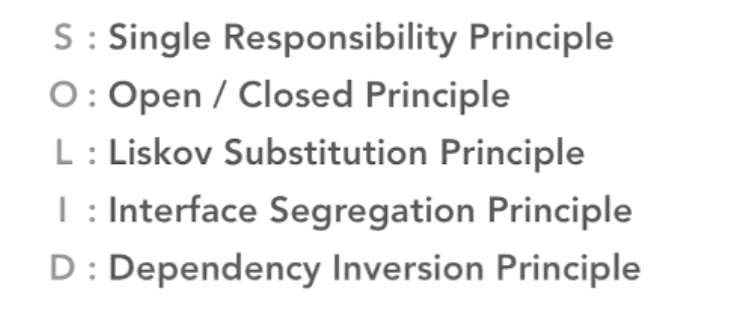 S : Single Responsibility Principle
O : Open / Closed Principle
L : Liskov Substitution Principle
I : Interface Segregation Principle
D : Dependency Inversion Principle